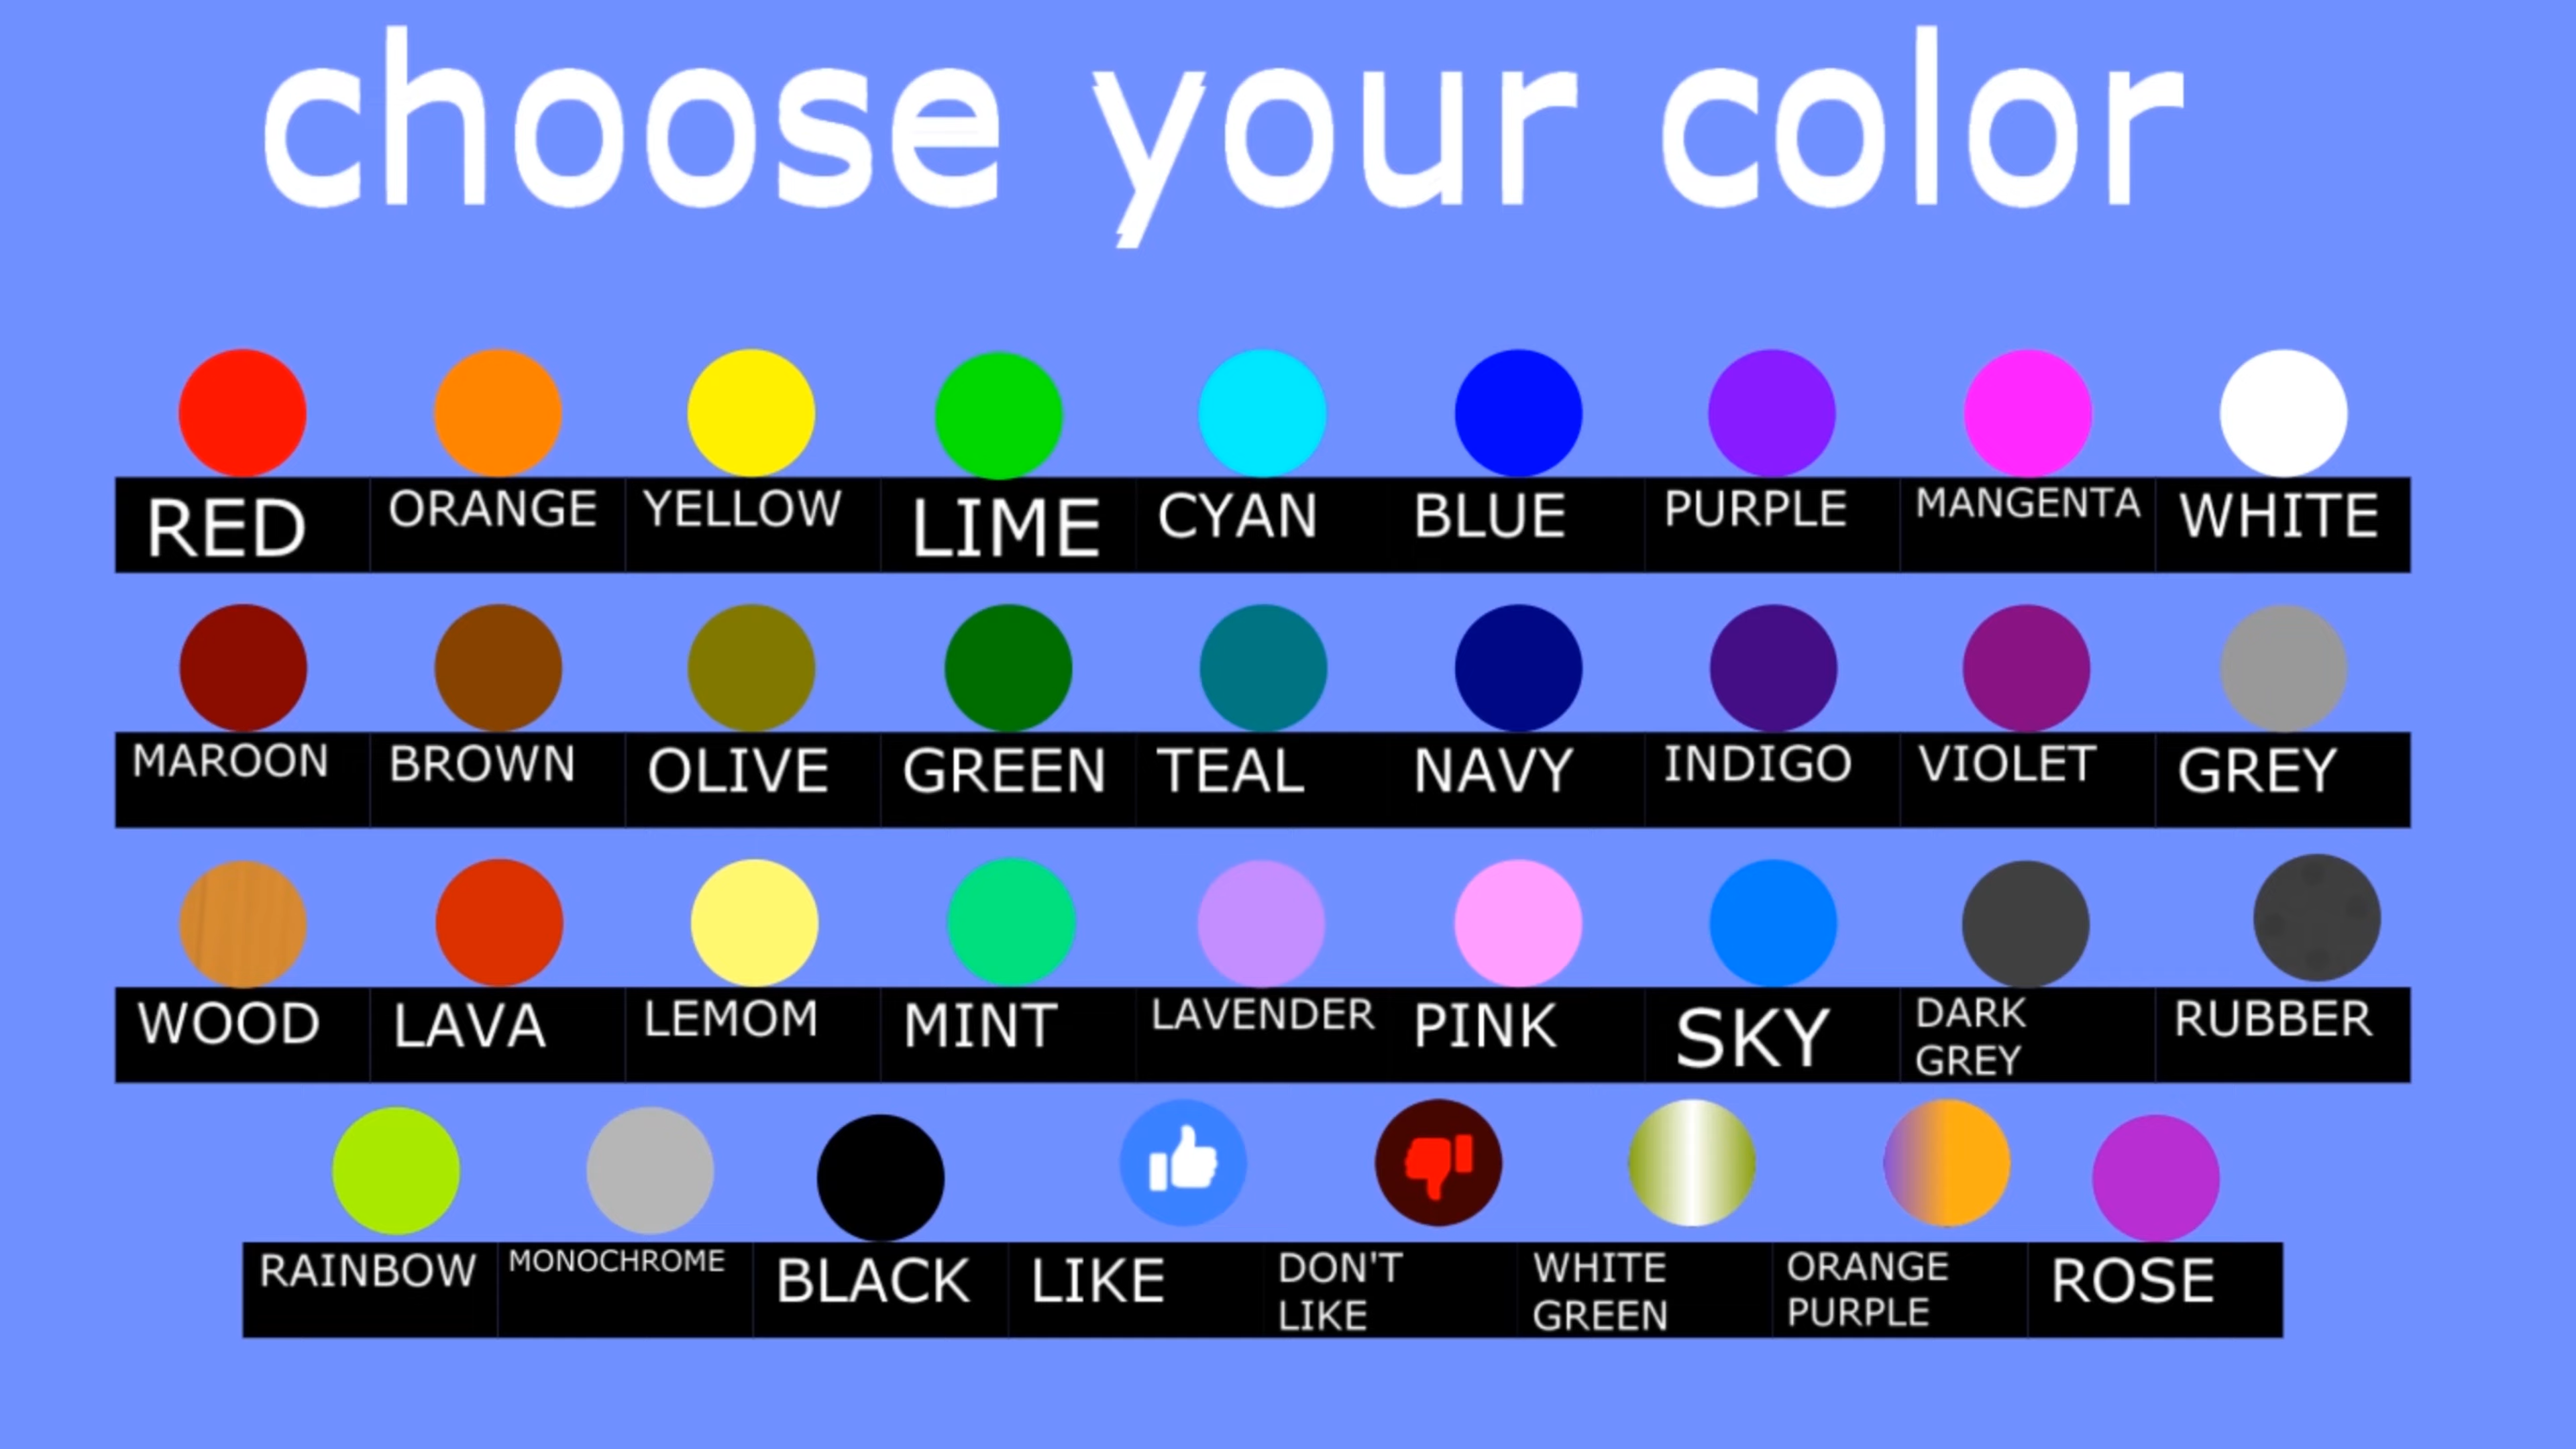 choose your color
RED ORANGE YELLOW LIME CYAN BLUE PURPLE MANGENTA WHITE
MAROON BROWN OLIVE GREEN TEAL NAVY INDIGO VIOLET GREY
WOOD LAVA LEMOM MINT LAVENDER PINK SKY DARK GREY RUBBER
RAINBOW MONOCHROME BLACK LIKE DON'T LIKE WHITE GREEN ORANGE PURPLE ROSE